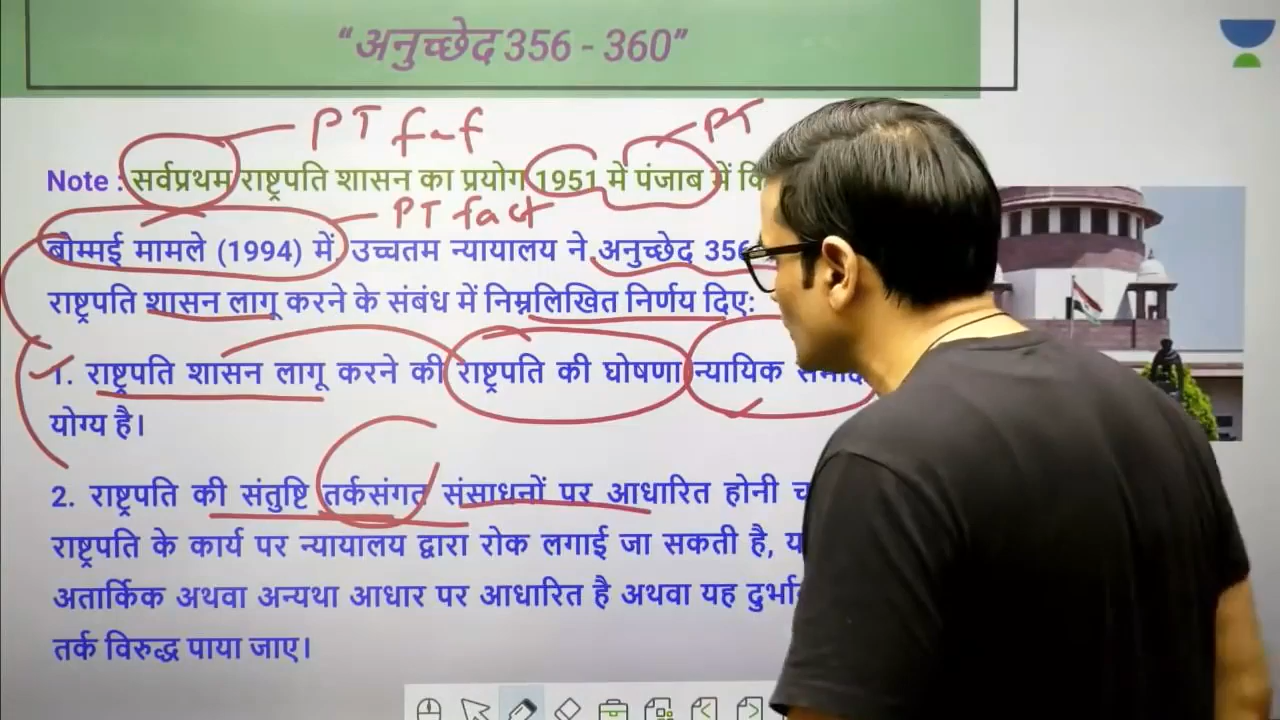 “अनुच्छेद 356 - 360”
PT
PT
Note : सर्वप्रथम राष्ट्रपति शासन का प्रयोग 1951 में पंजाब में
PT fact
बोम्मई मामले (1994) में, उच्चतम न्यायालय ने अनुच्छेद 356
राष्ट्रपति शासन लागू करने के संबंध में निम्नलिखित निर्णय दिए:
1. राष्ट्रपति शासन लागू करने की राष्ट्रपति की घोषणा न्यायिक
योग्य है।
2. राष्ट्रपति की संतुष्टि तर्कसंगत संसाधनों पर आधारित होनी
राष्ट्रपति के कार्य पर न्यायालय द्वारा रोक लगाई जा सकती है,
अतार्किक अथवा अन्यथा आधार पर आधारित है अथवा यह
तर्क विरुद्ध पाया जाए।